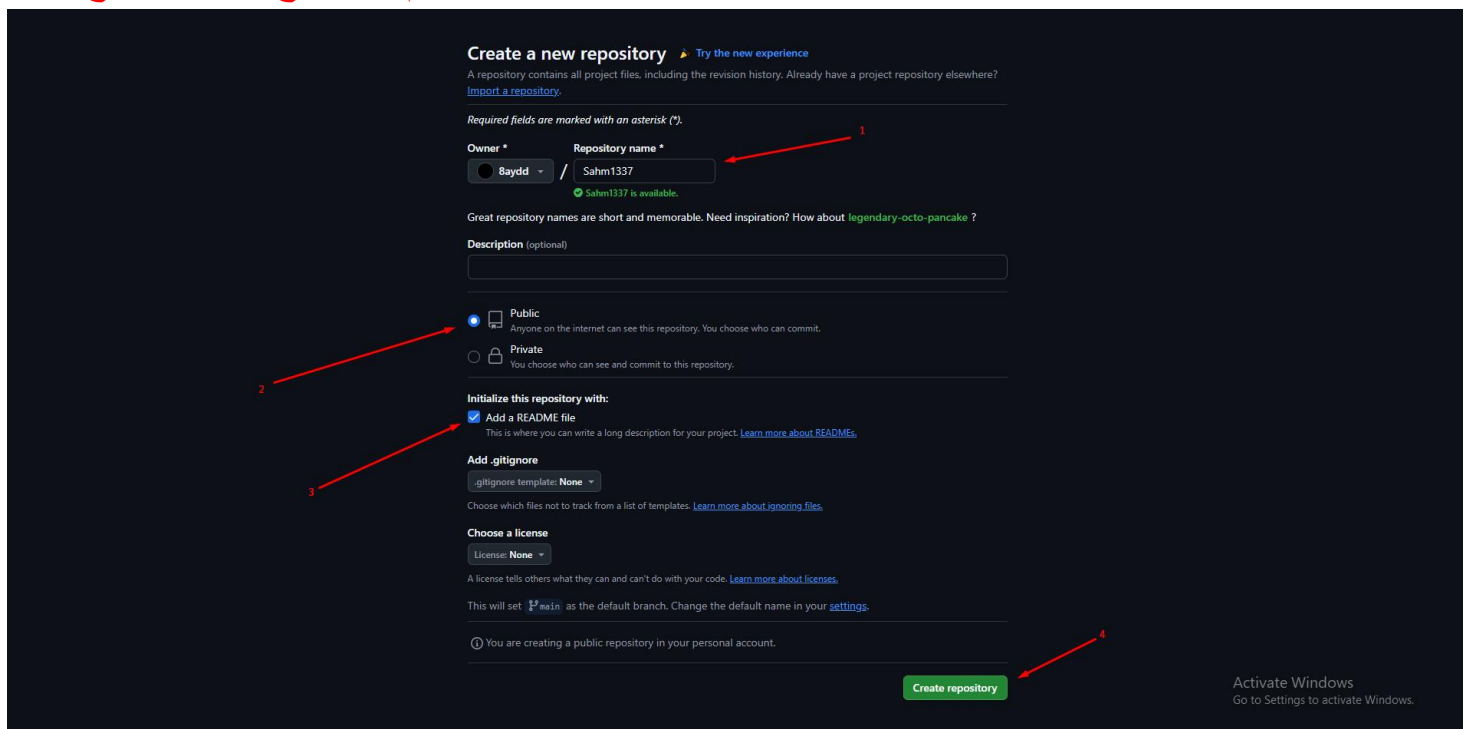 Create a new repository Try the new experience
A repository contains all project files, including the revision history. Already have a project repository elsewhere?
Import a repository.
Required fields are marked with an asterisk (*).
1
Owner * Repository name *
8aydd / Sahm1337
Sahm1337 is available.
Great repository names are short and memorable. Need inspiration? How about legendary-octo-pancake ?
Description (optional)
Public
Anyone on the internet can see this repository. You choose who can commit.
Private
You choose who can see and commit to this repository.
2
Initialize this repository with:
Add a README file
This is where you can write a long description for your project. Learn more about READMEs.
Add .gitignore
.gitignore template: None
3
Choose which files not to track from a list of templates. Learn more about ignoring files.
Choose a license
License: None
A license tells others what they can and can't do with your code. Learn more about licenses.
This will set main as the default branch. Change the default name in your settings.
You are creating a public repository in your personal account.
4
Create repository
Activate Windows
Go to Settings to activate Windows.